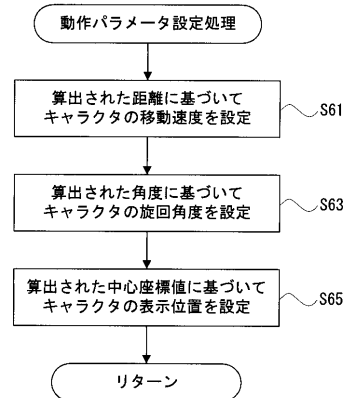 動作パラメータ設定処理
算出された距離に基づいて
キャラクタの移動速度を設定
S61
算出された角度に基づいて
キャラクタの旋回角度を設定
S63
算出された中心座標値に基づいて
キャラクタの表示位置を設定
S65
リターン